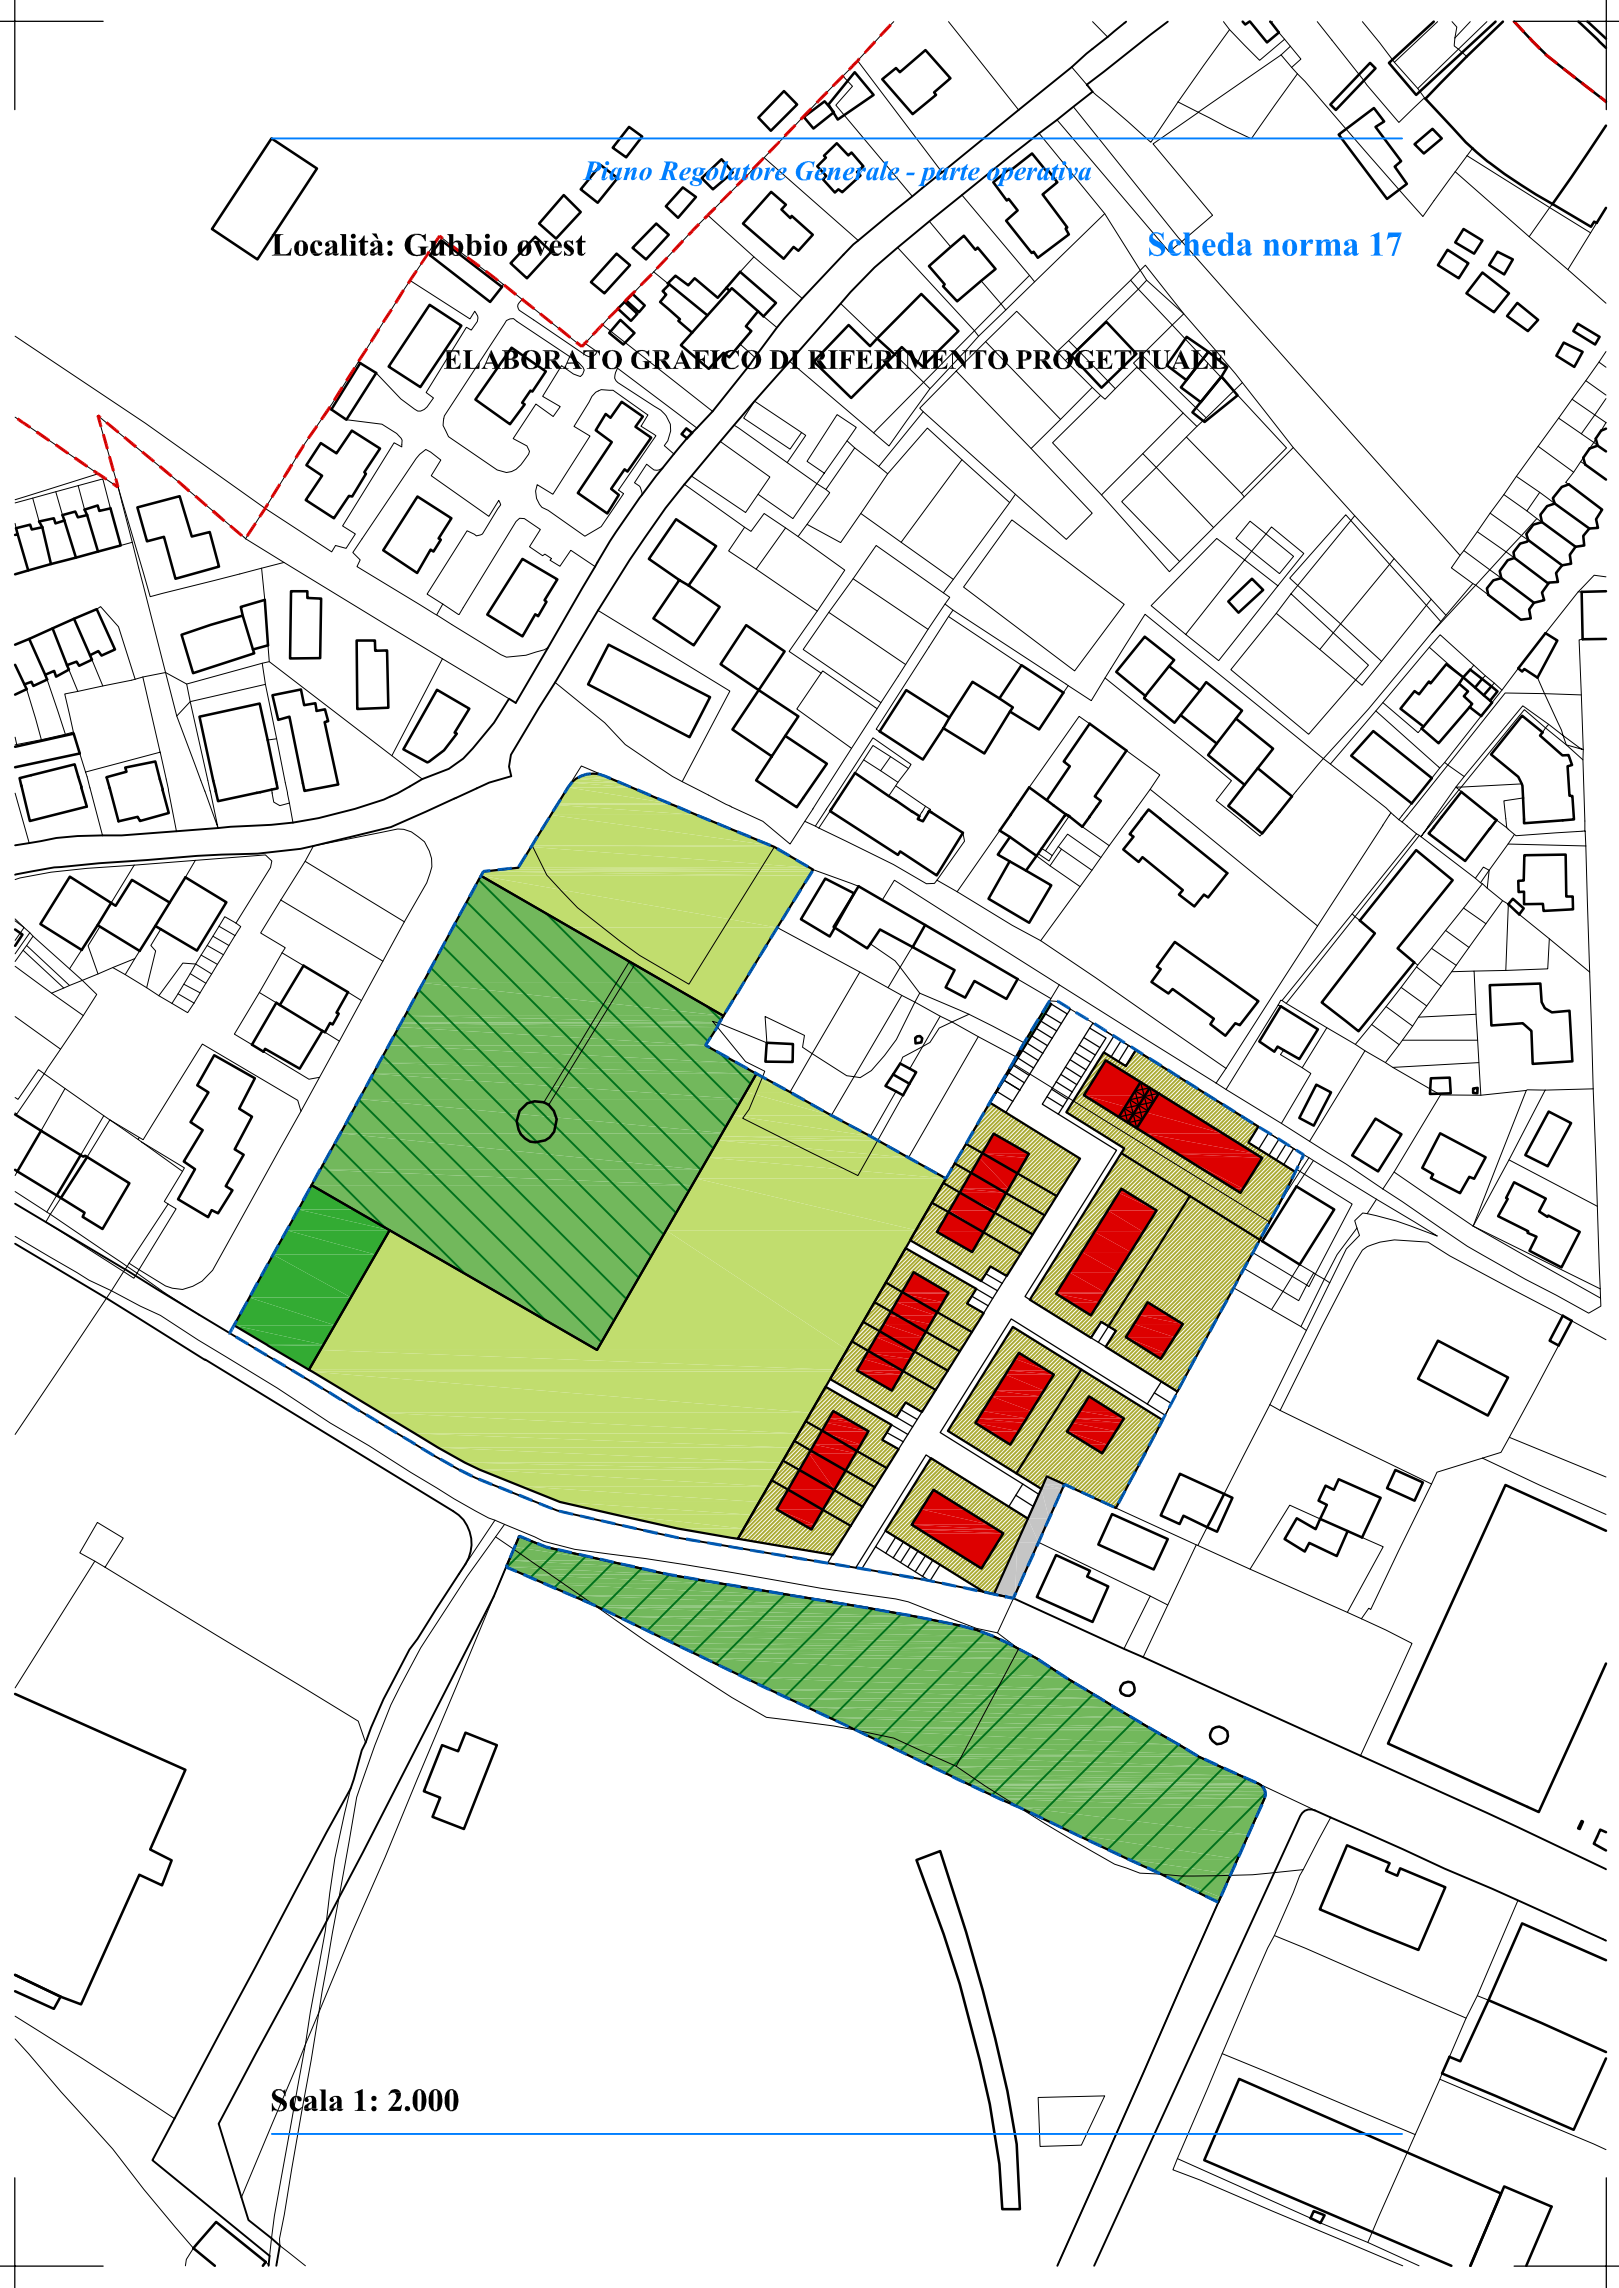 Piano Regolatore Generale - parte operativa
Località: Gubbio ovest
Scheda norma 17
ELABORATO GRAFICO DI RIFERIMENTO PROGETTUALE
Scala 1: 2.000